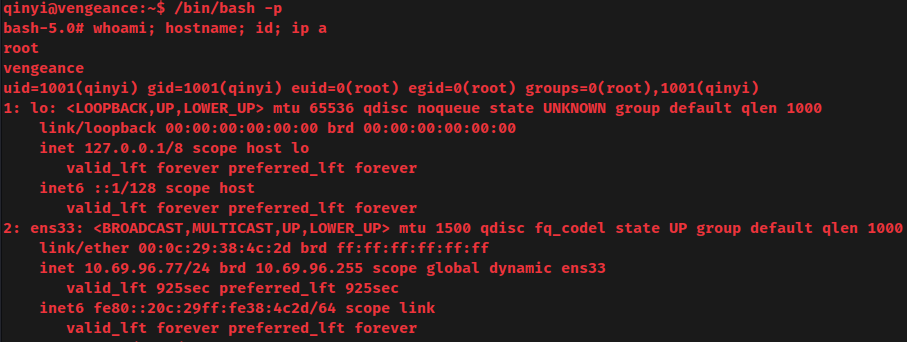 qinyi@vengeance:~$ /bin/bash -p
bash-5.0# whoami; hostname; id; ip a
root
vengeance
uid=1001(qinyi) gid=1001(qinyi) euid=0(root) egid=0(root) groups=0(root),1001(qinyi)
1: lo: <LOOPBACK,UP,LOWER_UP> mtu 65536 qdisc noqueue state UNKNOWN group default qlen 1000
    link/loopback 00:00:00:00:00:00 brd 00:00:00:00:00:00
    inet 127.0.0.1/8 scope host lo
       valid_lft forever preferred_lft forever
    inet6 ::1/128 scope host
       valid_lft forever preferred_lft forever
2: ens33: <BROADCAST,MULTICAST,UP,LOWER_UP> mtu 1500 qdisc fq_codel state UP group default qlen 1000
    link/ether 00:0c:29:38:4c:2d brd ff:ff:ff:ff:ff:ff
    inet 10.69.96.77/24 brd 10.69.96.255 scope global dynamic ens33
       valid_lft 925sec preferred_lft 925sec
    inet6 fe80::20c:29ff:fe38:4c2d/64 scope link
       valid_lft forever preferred_lft forever